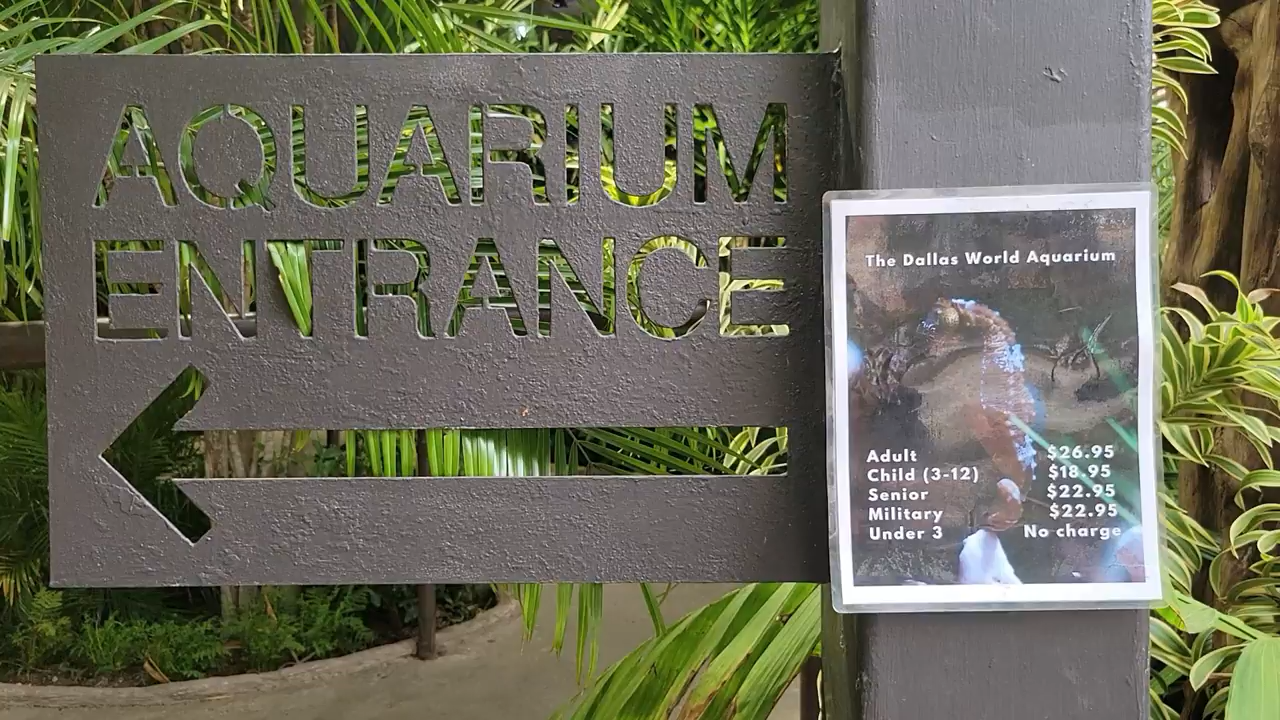 AQUARIUM
ENTRANCE
The Dallas World Aquarium
Adult $26.95
Child (3-12) $18.95
Senior $22.95
Military $22.95
Under 3 No charge